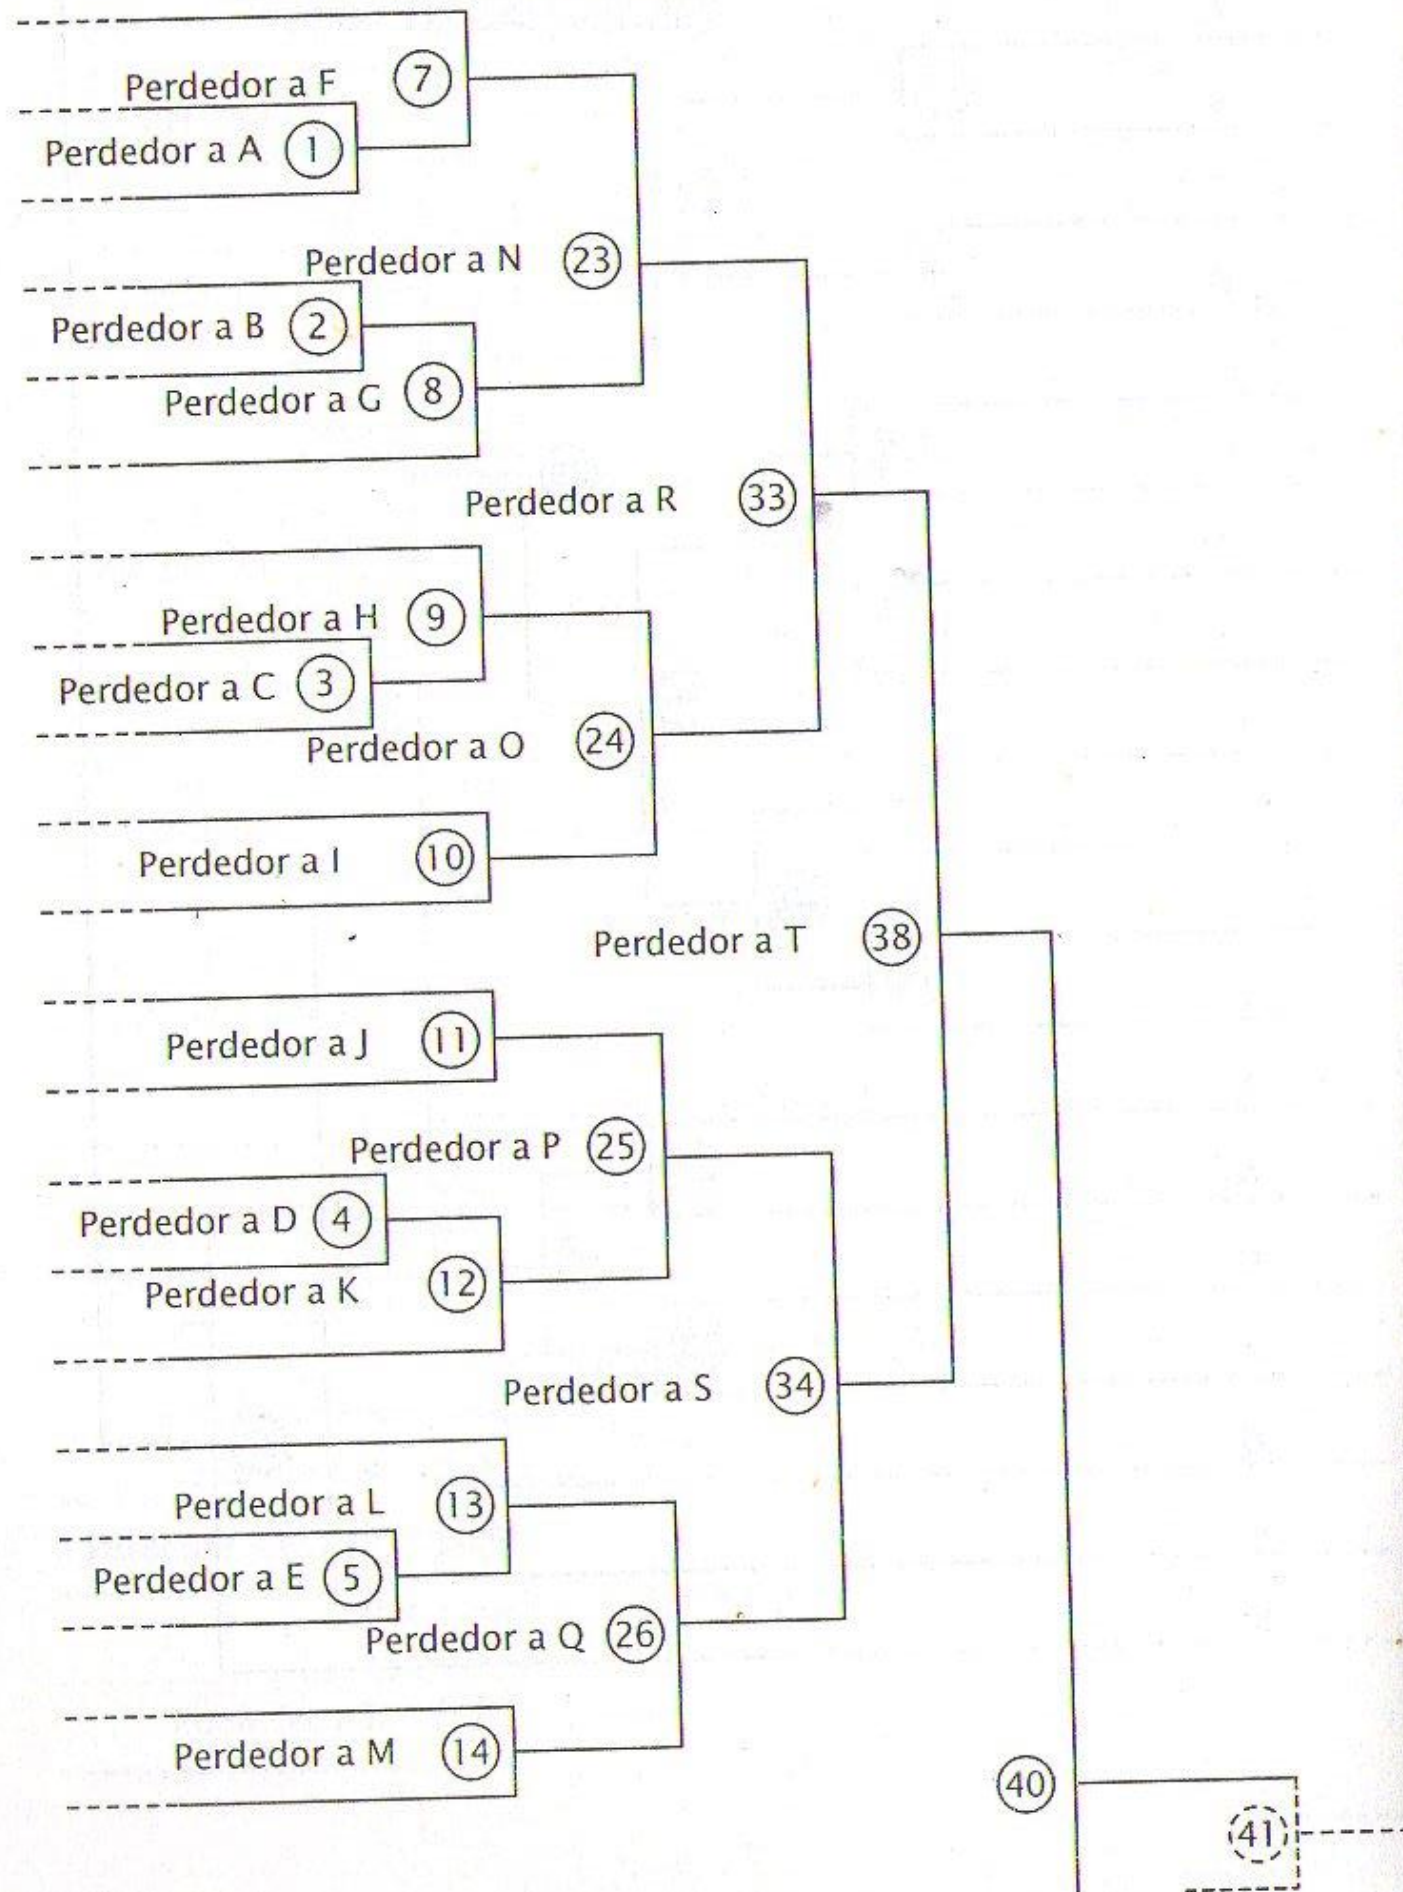 Perdedor a F 7
Perdedor a A 1
Perdedor a N 23
Perdedor a B 2
Perdedor a G 8
Perdedor a R 33
Perdedor a H 9
Perdedor a C 3
Perdedor a O 24
Perdedor a I 10
Perdedor a T 38
Perdedor a J 11
Perdedor a P 25
Perdedor a D 4
Perdedor a K 12
Perdedor a S 34
Perdedor a L 13
Perdedor a E 5
Perdedor a Q 26
Perdedor a M 14
40
41